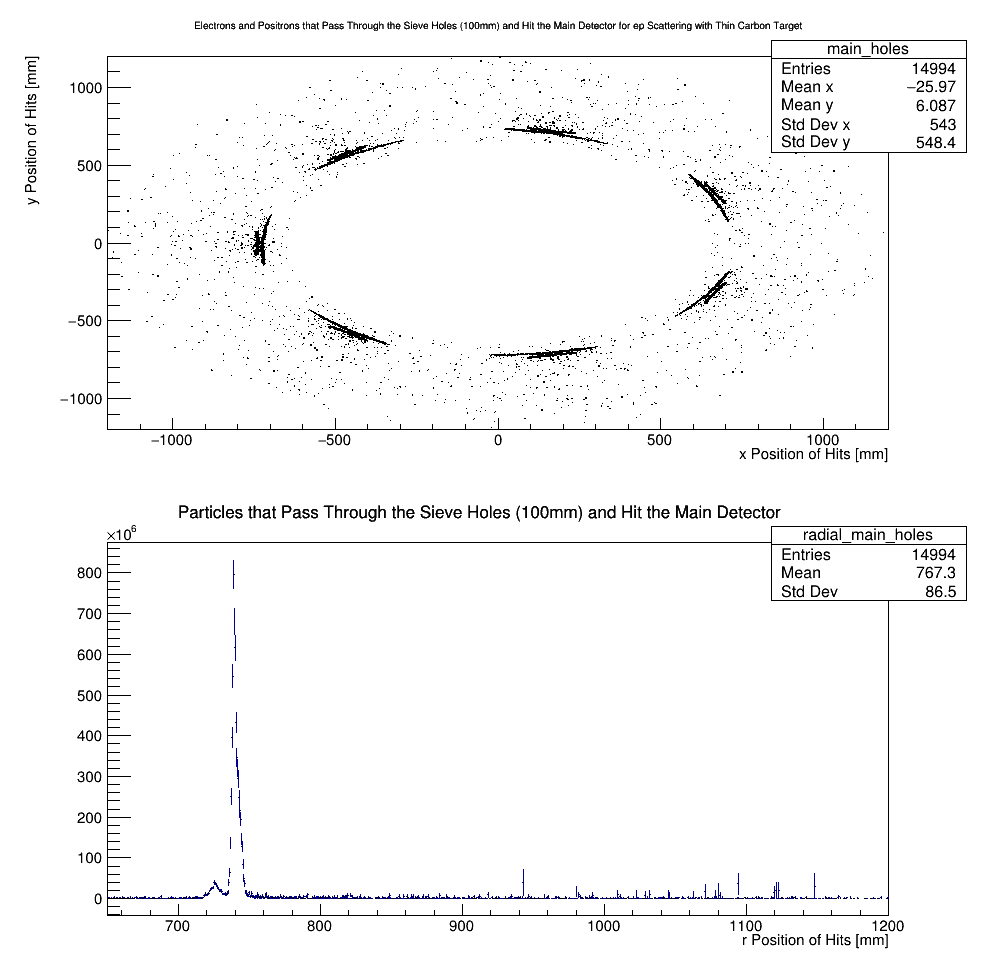 Electrons and Positrons that Pass Through the Sieve Holes (100mm) and Hit the Main Detector for ep Scattering with Thin Carbon Target
main_holes
Entries 14994
Mean x −25.97
Mean y 6.087
Std Dev x 543
Std Dev y 548.4
y Position of Hits [mm]
1000
500
0
−500
−1000
−1000 −500 0 500 1000
x Position of Hits [mm]
Particles that Pass Through the Sieve Holes (100mm) and Hit the Main Detector
×10⁶
radial_main_holes
Entries 14994
Mean 767.3
Std Dev 86.5
800
700
600
500
400
300
200
100
0
700 800 900 1000 1100 1200
r Position of Hits [mm]